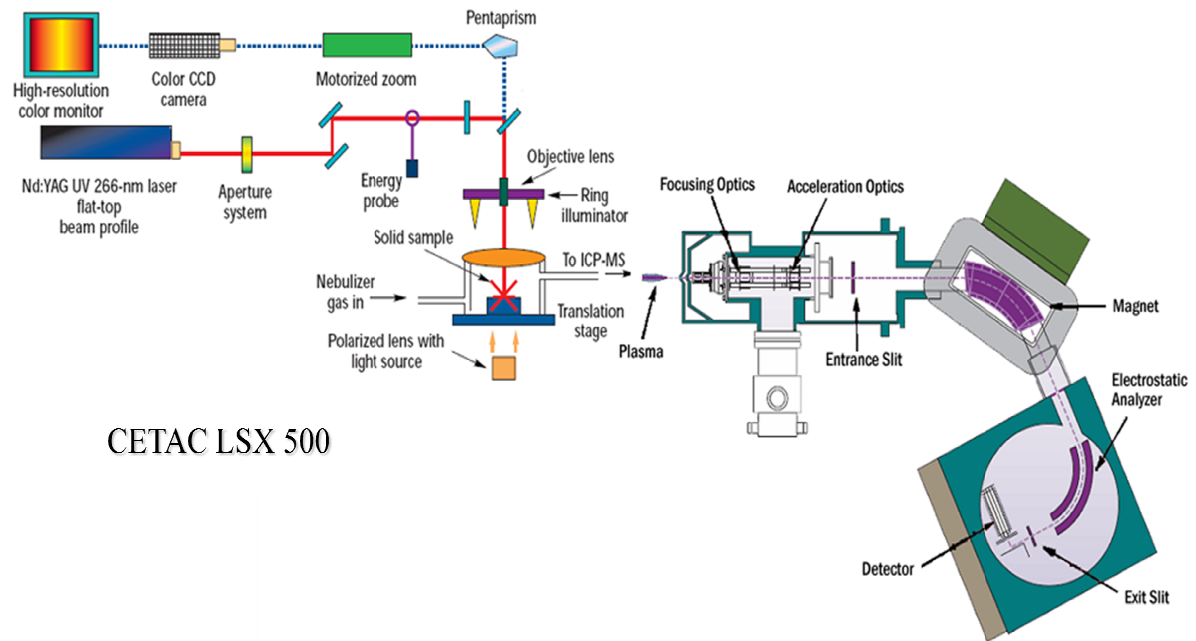 Pentaprism
High-resolution
color monitor
Color CCD
camera
Motorized zoom
Nd:YAG UV 266-nm laser
flat-top
beam profile
Aperture
system
Energy
probe
Objective lens
Ring
illuminator
Solid sample
To ICP-MS
Nebulizer
gas in
Translation
stage
Polarized lens with
light source
CETAC LSX 500
Focusing Optics
Acceleration Optics
Plasma
Entrance Slit
Magnet
Electrostatic
Analyzer
Detector
Exit Slit